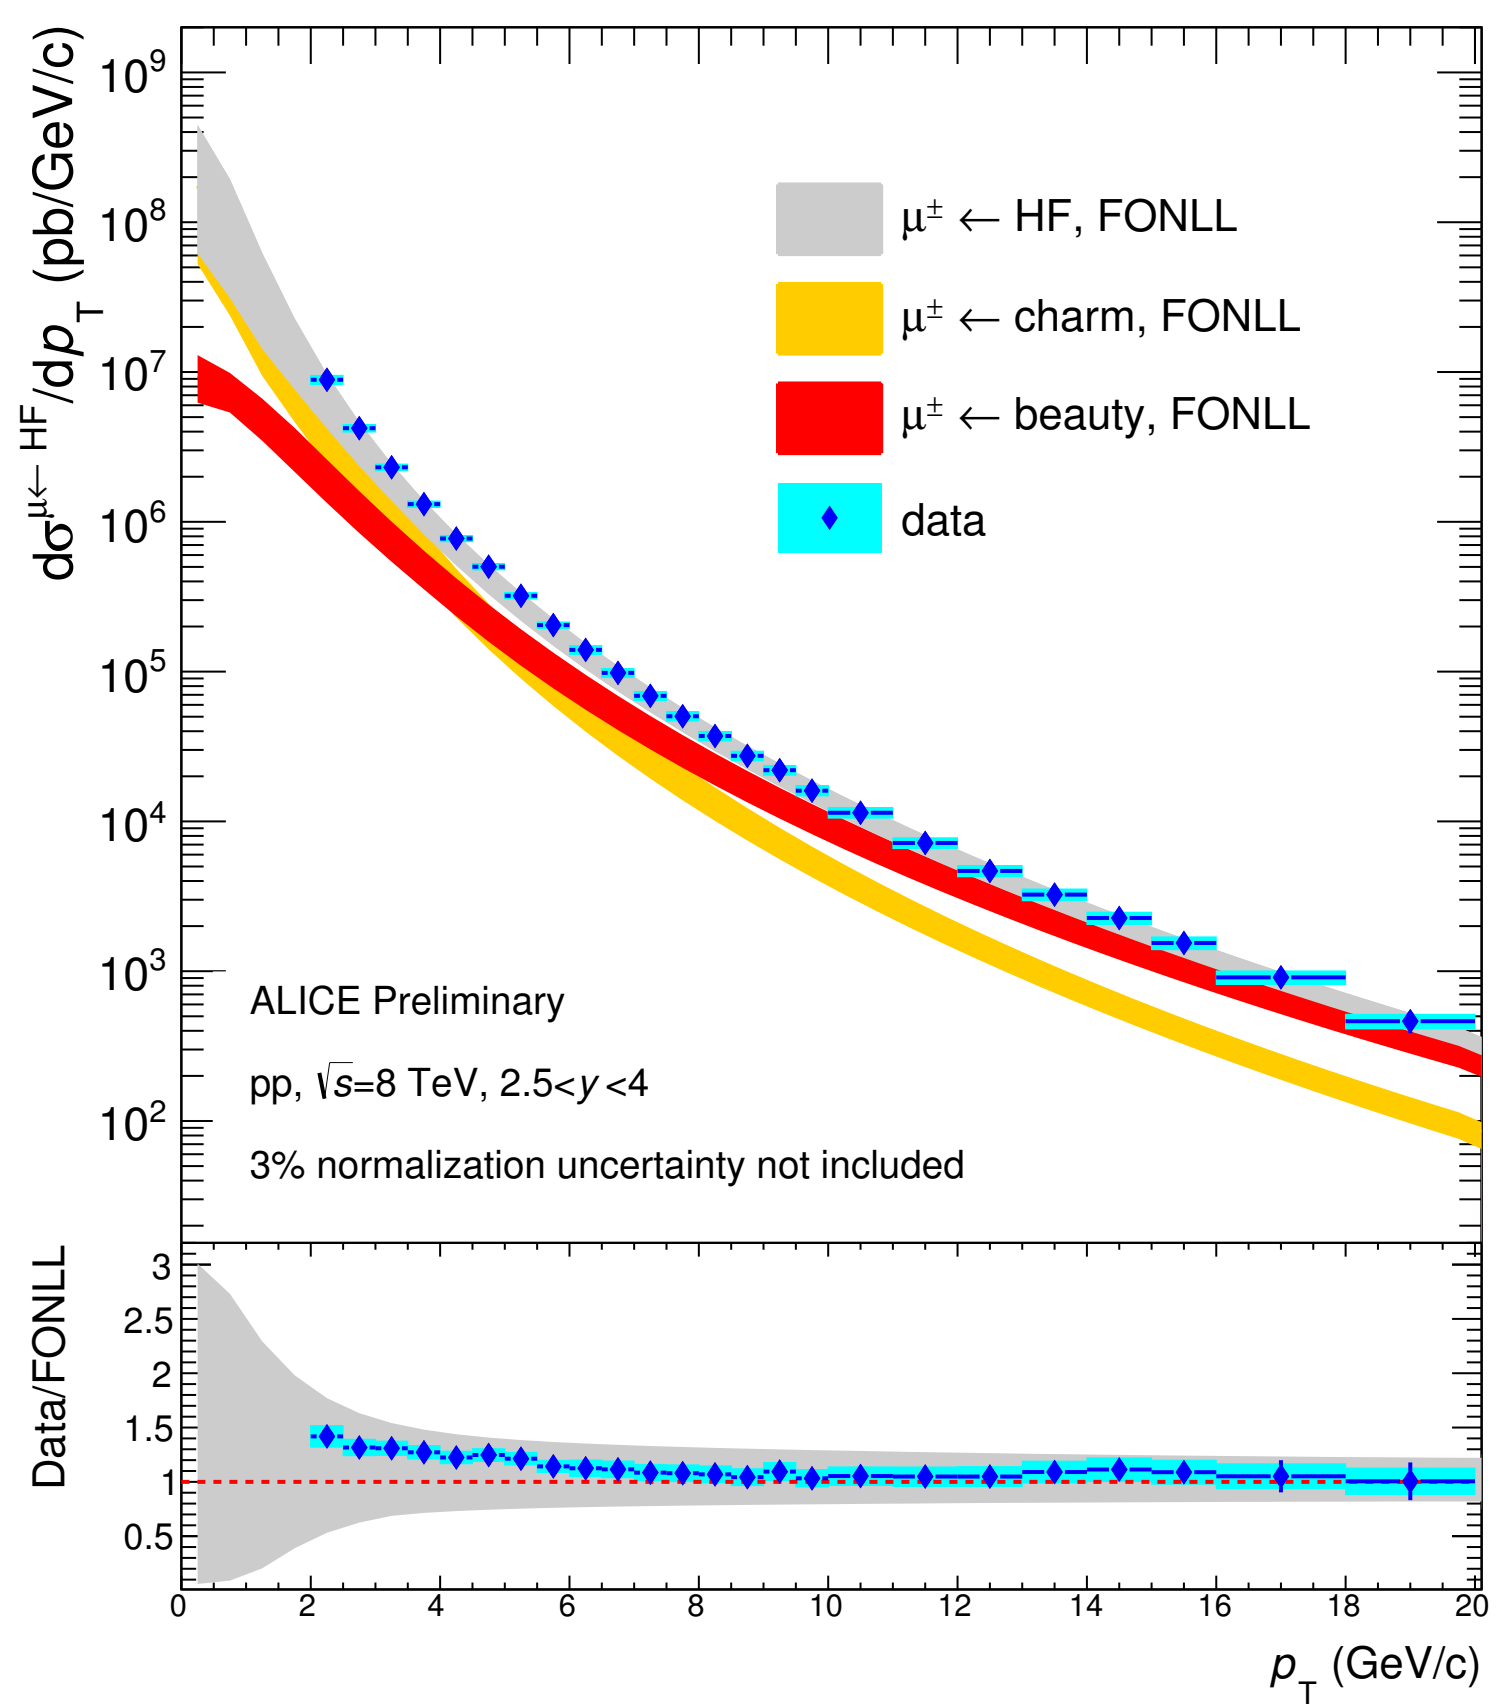 dσ^μ←HF/dp_T (pb/GeV/c)
10^9
10^8
10^7
10^6
10^5
10^4
10^3
10^2
μ^± ← HF, FONLL
μ^± ← charm, FONLL
μ^± ← beauty, FONLL
data
ALICE Preliminary
pp, √s=8 TeV, 2.5<y<4
3% normalization uncertainty not included
Data/FONLL
3
2.5
2
1.5
1
0.5
0 2 4 6 8 10 12 14 16 18 20
p_T (GeV/c)